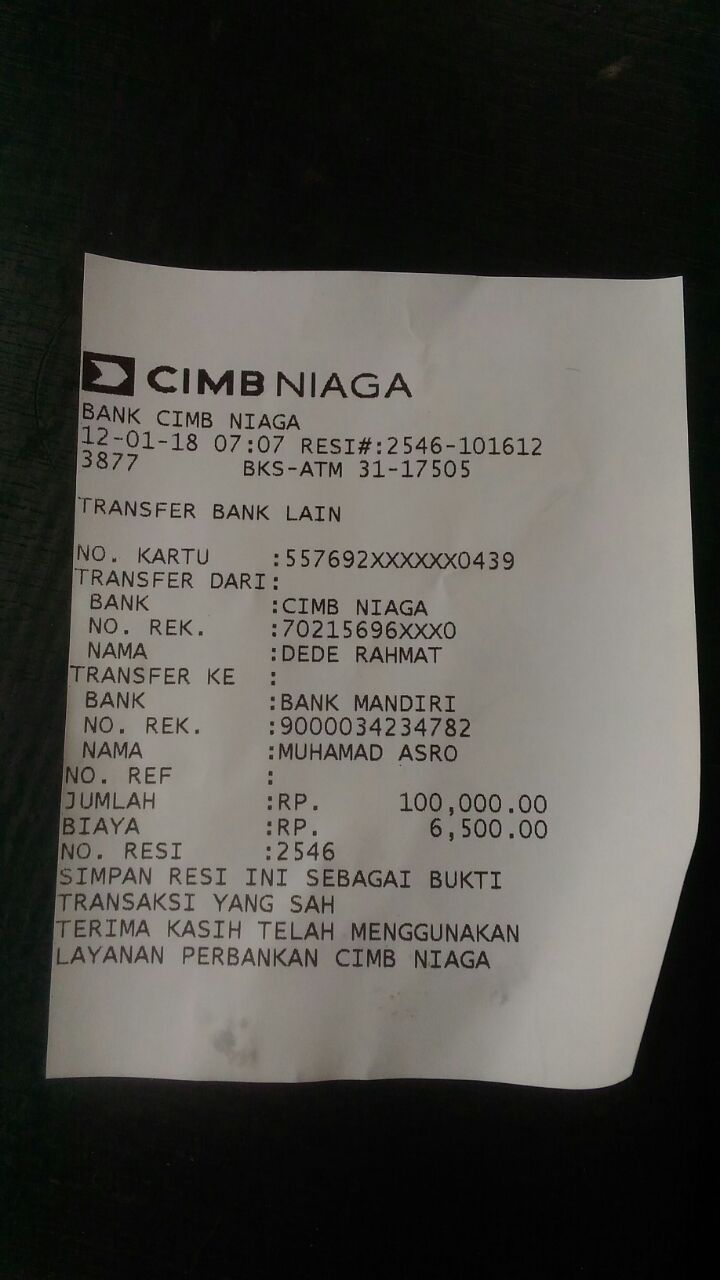 CIMB NIAGA
BANK CIMB NIAGA
12-01-18 07:07 RESI#:2546-101612
3877 BKS-ATM 31-17505
TRANSFER BANK LAIN
NO. KARTU :557692XXXXXX0439
TRANSFER DARI:
BANK :CIMB NIAGA
NO. REK. :70215696XXX0
NAMA :DEDE RAHMAT
TRANSFER KE :
BANK :BANK MANDIRI
NO. REK. :9000034234782
NAMA :MUHAMAD ASRO
NO. REF :
JUMLAH :RP. 100,000.00
BIAYA :RP. 6,500.00
NO. RESI :2546
SIMPAN RESI INI SEBAGAI BUKTI
TRANSAKSI YANG SAH
TERIMA KASIH TELAH MENGGUNAKAN
LAYANAN PERBANKAN CIMB NIAGA